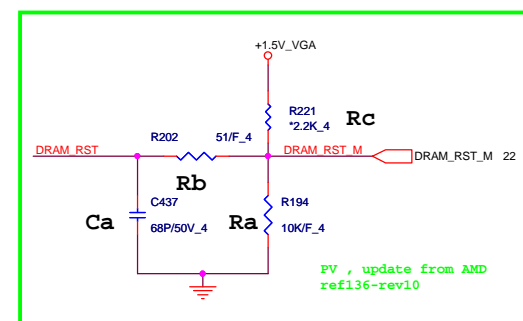 +1.5V_VGA
R221
*2.2K_4
Rc
R202
51/F_4
DRAM_RST
DRAM_RST_M
DRAM_RST_M 22
Rb
C437
R194
Ca
Ra
68P/50V_4
10K/F_4
PV , update from AMD
ref136-rev10